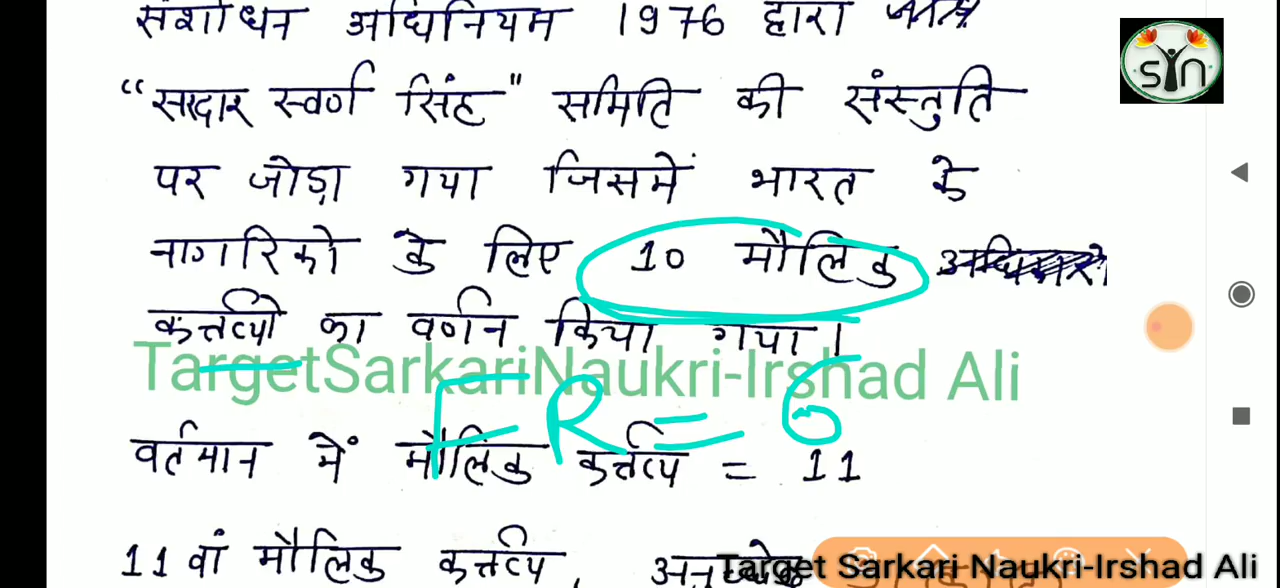 संशोधन अधिनियम 1976 द्वारा
“सरदार स्वर्ण सिंह” समिति की संस्तुति
पर जोड़ा गया जिसमें भारत के
नागरिको के लिए 10 मौलिक
कर्त्तव्यो का वर्णन किया गया।
TargetSarkariNaukri-Irshad Ali
FR = 6
वर्तमान में मौलिक कर्त्तव्य = 11
11 वां मौलिक कर्त्तव्य,
Target Sarkari Naukri-Irshad Ali
SYN